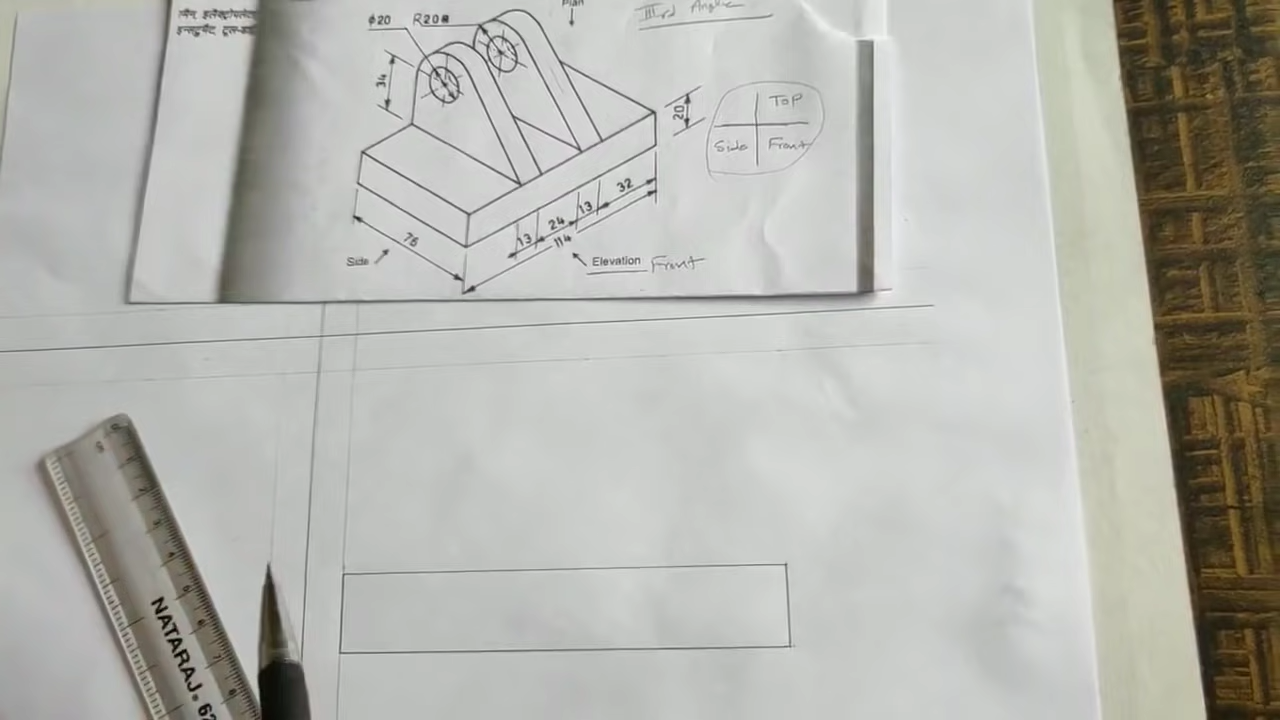 Plan
IIIrd Angle
φ20
R20
34
20
TOP
Side
Front
32
13
24
13
114
76
Side
Elevation
Front
NATARAJ